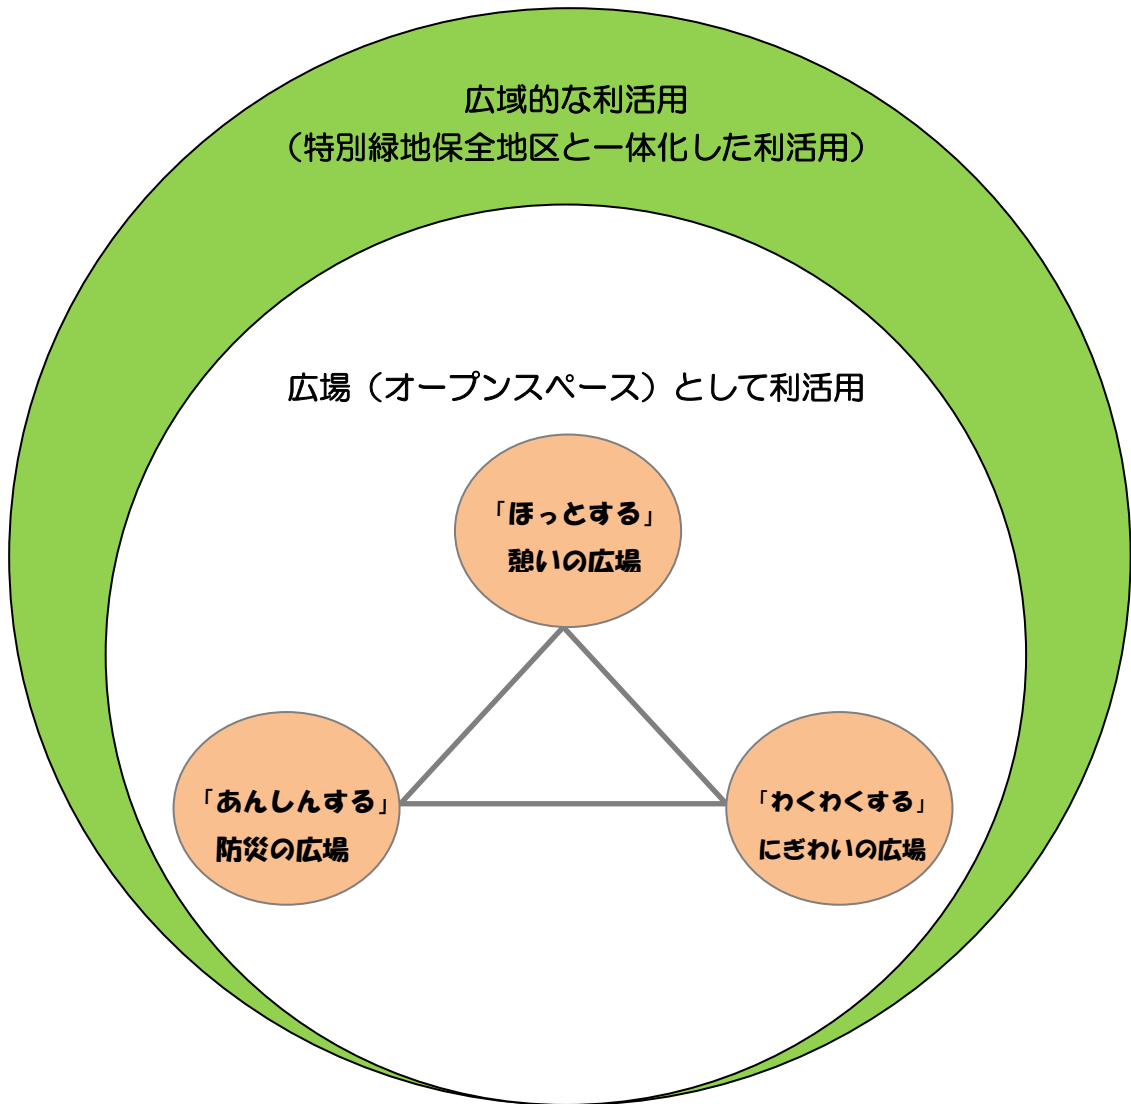 広域的な利活用
（特別緑地保全地区と一体化した利活用）
広場（オープンスペース）として利活用
「ほっとする」
憩いの広場
「あんしんする」
防災の広場
「わくわくする」
にぎわいの広場